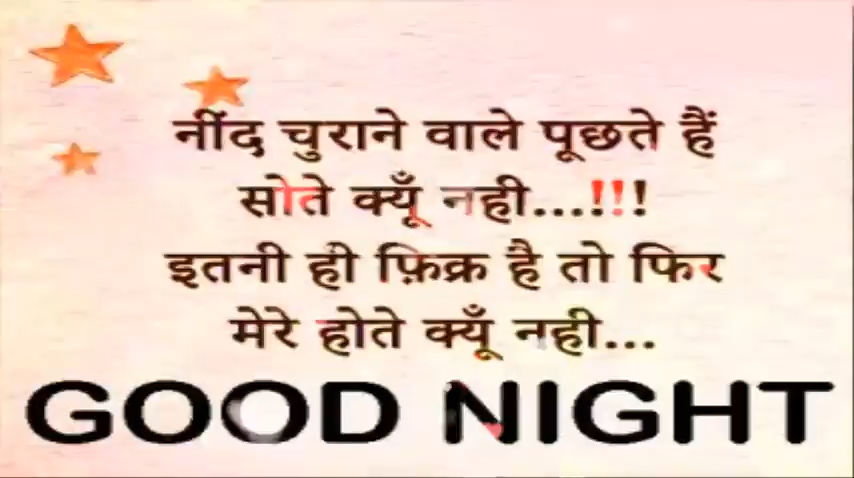 नींद चुराने वाले पूछते हैं
सोते क्यूँ नही...!!!
इतनी ही फ़िक्र है तो फिर
मेरे होते क्यूँ नही...
GOOD NIGHT